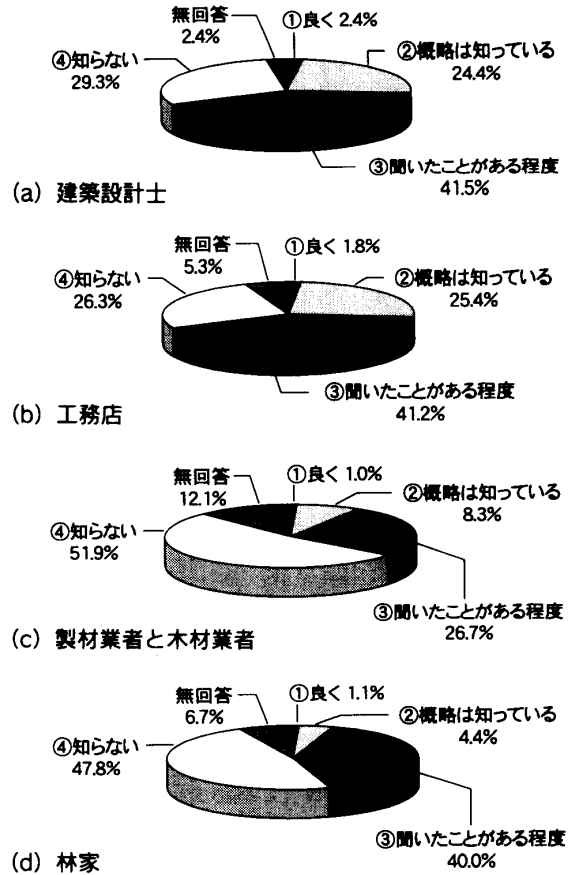 無回答
2.4%
①良く 2.4%
②概略は知っている
24.4%
④知らない
29.3%
③聞いたことがある程度
41.5%
(a) 建築設計士
無回答
5.3%
①良く 1.8%
②概略は知っている
25.4%
④知らない
26.3%
③聞いたことがある程度
41.2%
(b) 工務店
無回答
12.1%
①良く 1.0%
②概略は知っている
8.3%
④知らない
51.9%
③聞いたことがある程度
26.7%
(c) 製材業者と木材業者
無回答
6.7%
①良く 1.1%
②概略は知っている
4.4%
④知らない
47.8%
③聞いたことがある程度
40.0%
(d) 林家